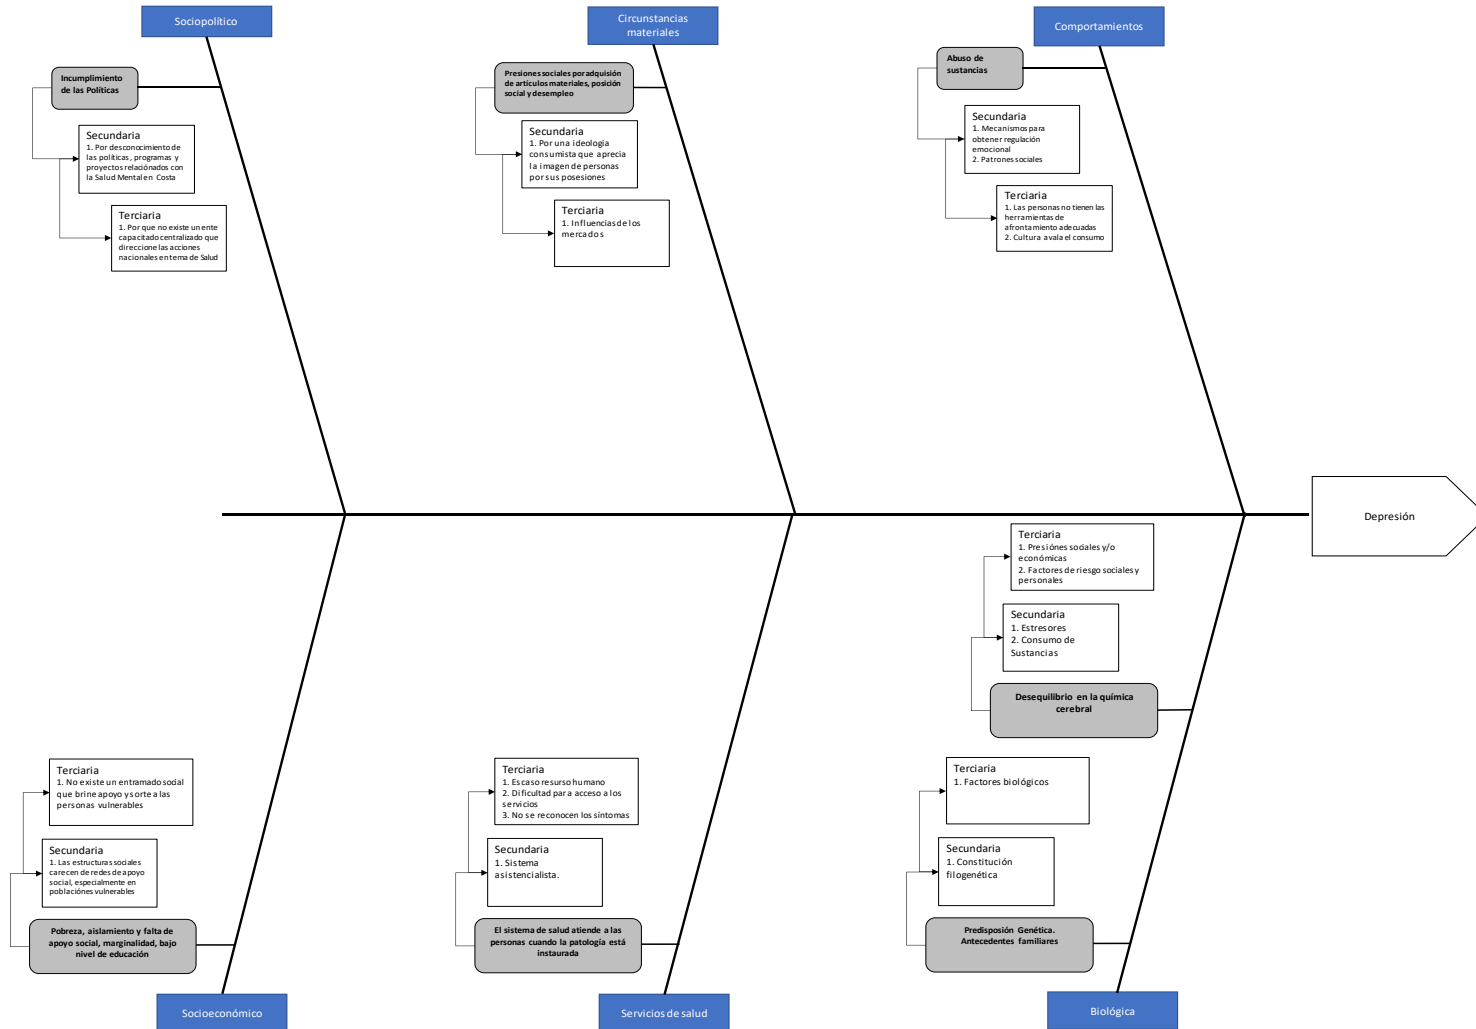 Sociopolítico
Circunstancias
materiales
Comportamientos
Incumplimiento
de las Políticas
Secundaria
1. Por desconocimiento de
las políticas, programas y
proyectos relaciónados con
la Salud Mental en Costa
Terciaria
1. Por que no existe un ente
capacitado centralizado que
direccione las acciones
nacionales en tema de Salud
Presiones sociales por adquisición
de artículos materiales, posición
social y desempleo
Secundaria
1. Por una ideología
consumista que aprecia
la imagen de personas
por sus posesiones
Terciaria
1. Influencias de los
mercados
Abuso de
sustancias
Secundaria
1. Mecanismos para
obtener regulación
emocional
2. Patrones sociales
Terciaria
1. Las personas no tienen las
herramientas de
afrontamiento adecuadas
2. Cultura avala el consumo
Depresión
Terciaria
1. Presiónes sociales y/o
económicas
2. Factores de riesgo sociales y
personales
Secundaria
1. Estresores
2. Consumo de
Sustancias
Desequilibrio en la química
cerebral
Terciaria
1. No existe un entramado social
que brine apoyo y sorte a las
personas vulnerables
Secundaria
1. Las estructuras sociales
carecen de redes de apoyo
social, especialmente en
poblaciónes vulnerables
Pobreza, aislamiento y falta de
apoyo social, marginalidad, bajo
nivel de educación
Terciaria
1. Escaso recurso humano
2. Dificultad para acceso a los
servicios
3. No se reconocen los síntomas
Secundaria
1. Sistema
asistencialista.
El sistema de salud atiende a las
personas cuando la patología está
instaurada
Terciaria
1. Factores biológicos
Secundaria
1. Constitución
filogenética
Predisposición Genética.
Antecedentes familiares
Socioeconómico
Servicios de salud
Biológica